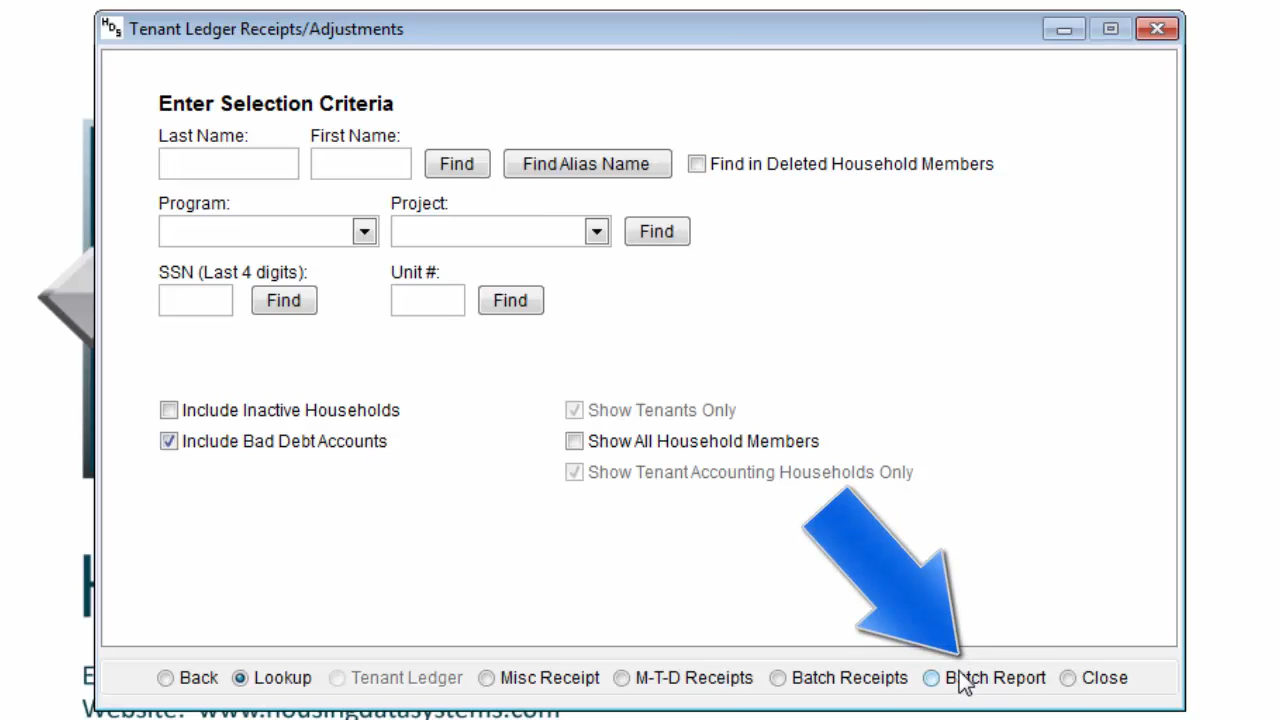 HDS Tenant Ledger Receipts/Adjustments
Enter Selection Criteria
Last Name: First Name:
Find Find Alias Name Find in Deleted Household Members
Program: Project:
Find
SSN (Last 4 digits): Unit #:
Find Find
Include Inactive Households Show Tenants Only
Include Bad Debt Accounts Show All Household Members
Show Tenant Accounting Households Only
Back Lookup Tenant Ledger Misc Receipt M-T-D Receipts Batch Receipts Batch Report Close
Website: www.housingdatasystems.com